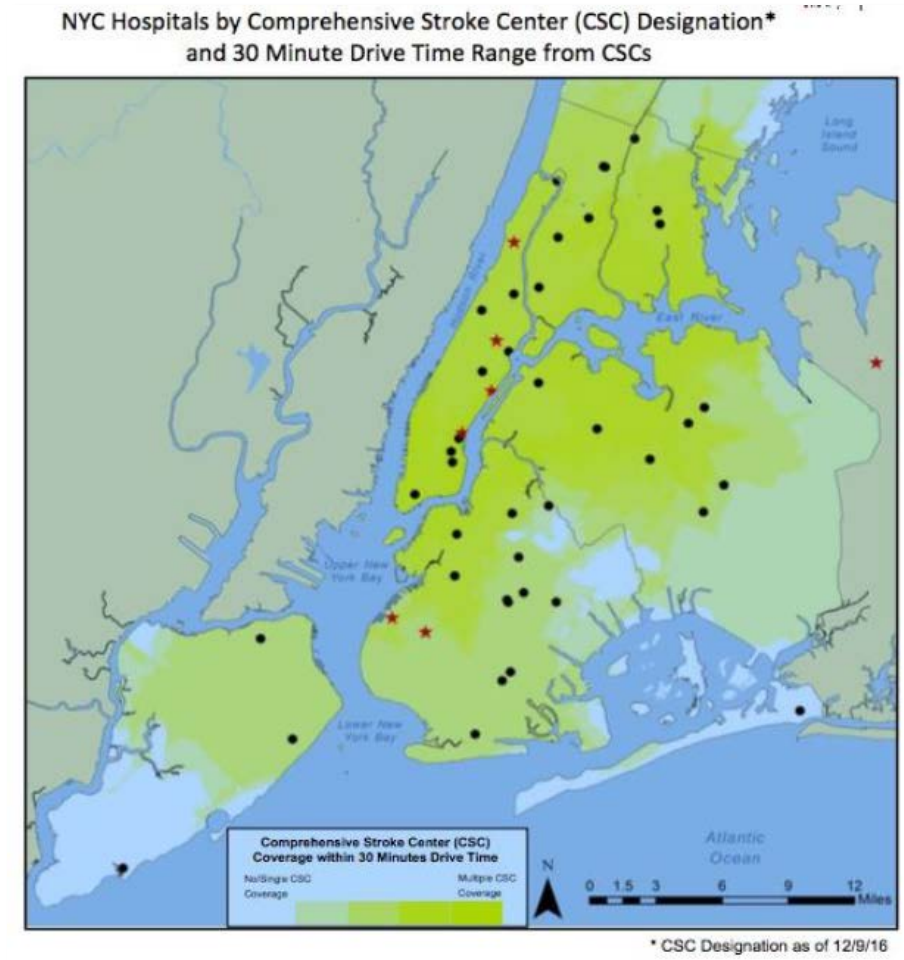 NYC Hospitals by Comprehensive Stroke Center (CSC) Designation*
and 30 Minute Drive Time Range from CSCs
Long
Island
Sound
Hudson River
East River
Upper New
York Bay
Lower New
York Bay
Atlantic
Ocean
Comprehensive Stroke Center (CSC)
Coverage within 30 Minutes Drive Time
No/Single CSC
Coverage
Multiple CSC
Coverage
N
0 1.5 3 6 9 12
Miles
* CSC Designation as of 12/9/16